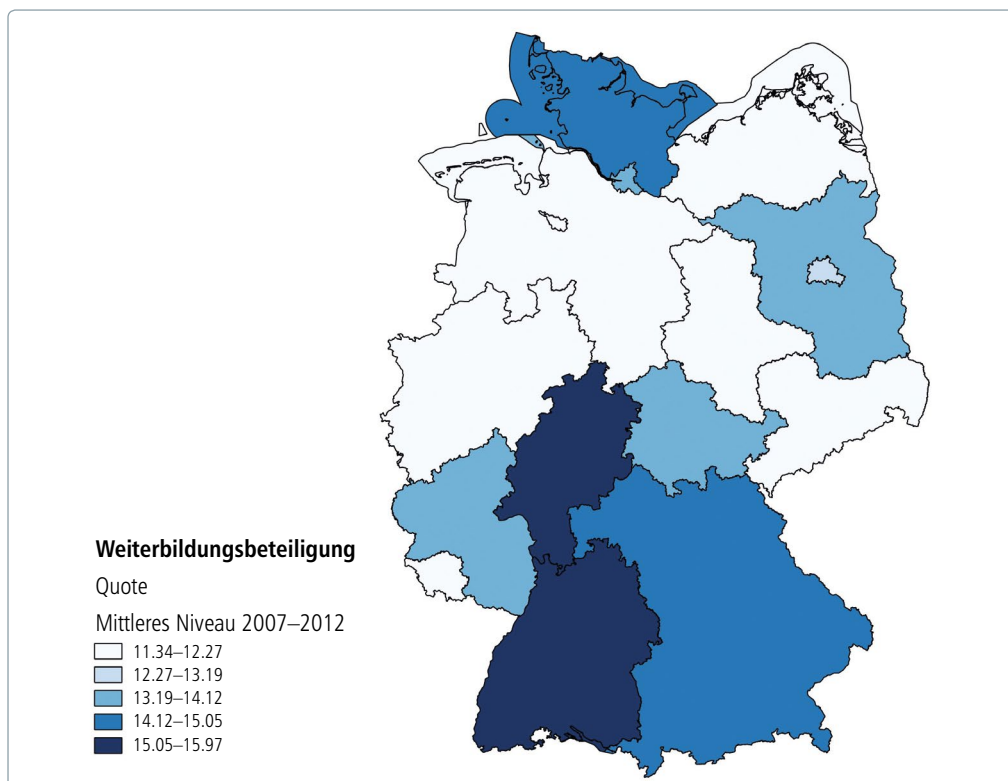 Weiterbildungsbeteiligung
Quote
Mittleres Niveau 2007–2012
11.34–12.27
12.27–13.19
13.19–14.12
14.12–15.05
15.05–15.97